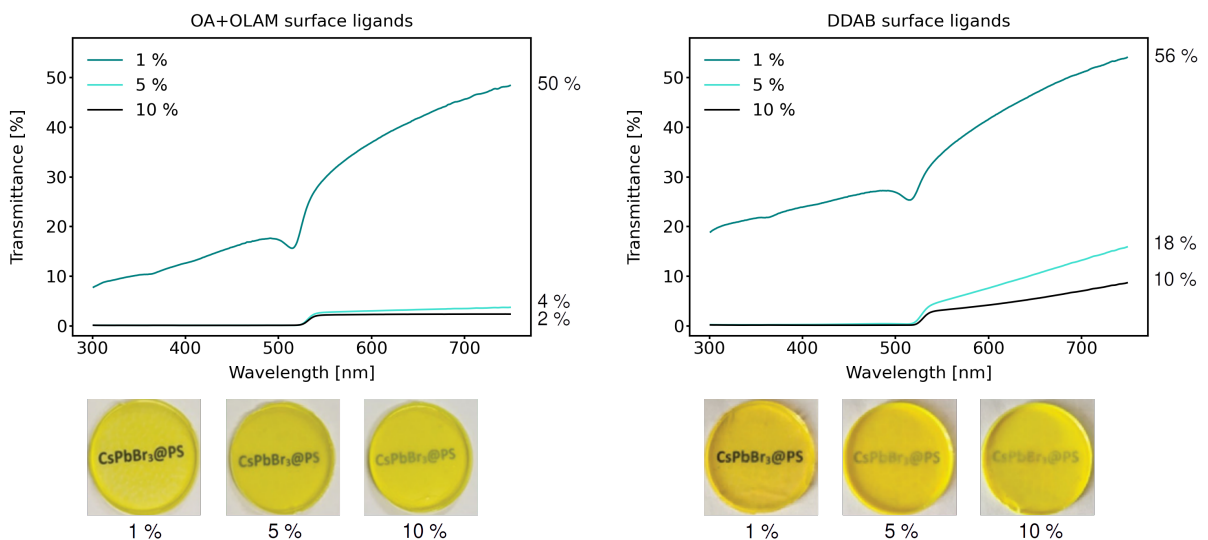 OA+OLAM surface ligands
DDAB surface ligands
Transmittance [%]
50
40
30
20
10
0
1 %
5 %
10 %
50 %
4 %
2 %
300 400 500 600 700
Wavelength [nm]
Transmittance [%]
50
40
30
20
10
0
1 %
5 %
10 %
56 %
18 %
10 %
300 400 500 600 700
Wavelength [nm]
CsPbBr₃@PS
CsPbBr₃@PS
CsPbBr₃@PS
CsPbBr₃@PS
CsPbBr₃@PS
CsPbBr₃@PS
1 %
5 %
10 %
1 %
5 %
10 %